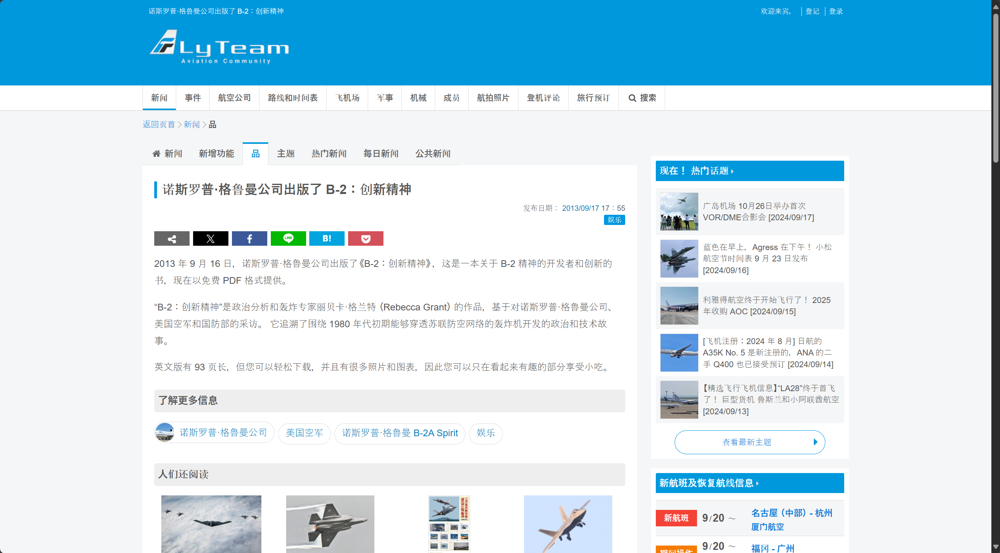 诺斯罗普·格鲁曼公司出版了 B-2：创新精神
欢迎来宾,
登记
登录
FLyTeam
Aviation Community
新闻
事件
航空公司
路线和时间表
飞机场
军事
机械
成员
航拍照片
登机评论
旅行预订
搜索
返回页首 > 新闻 > 品
新闻
新增功能
品
主题
热门新闻
每日新闻
公共新闻
诺斯罗普·格鲁曼公司出版了 B-2：创新精神
发布日期： 2013/09/17 17：55
娱乐
LINE
B!
2013 年 9 月 16 日，诺斯罗普·格鲁曼公司出版了《B-2：创新精神》，这是一本关于 B-2 精神的开发者和创新的
书，现在以免费 PDF 格式提供。
“B-2：创新精神”是政治分析和轰炸专家丽贝卡·格兰特（Rebecca Grant）的作品，基于对诺斯罗普·格鲁曼公司、
美国空军和国防部的采访。 它追溯了围绕 1980 年代初期能够穿透苏联防空网络的轰炸机开发的政治和技术故
事。
英文版有 93 页长，但您可以轻松下载，并且有很多照片和图表，因此您可以只在看起来有趣的部分享受小吃。
了解更多信息
诺斯罗普·格鲁曼公司
美国空军
诺斯罗普·格鲁曼 B-2A Spirit
娱乐
人们还阅读
现在！ 热门话题
广岛机场 10月26日举办首次
VOR/DME合影会 [2024/09/17]
蓝色在早上，Agress 在下午！ 小松
航空节时间表 9 月 23 日发布
[2024/09/16]
利雅得航空终于开始飞行了！ 2025
年收购 AOC [2024/09/15]
[飞机注册：2024 年 8 月] 日航的
A35K No. 5 是新注册的，ANA 的二
手 Q400 也已接受预订 [2024/09/14]
【精选飞行飞机信息】“LA28”终于首飞
了！ 巨型货机 鲁斯兰和小阿联酋航空
[2024/09/13]
查看最新主题
新航班及恢复航线信息
新航班
9/20 ～
名古屋（中部）- 杭州
厦门航空
期间操作
9/20 ～
福冈 - 广州